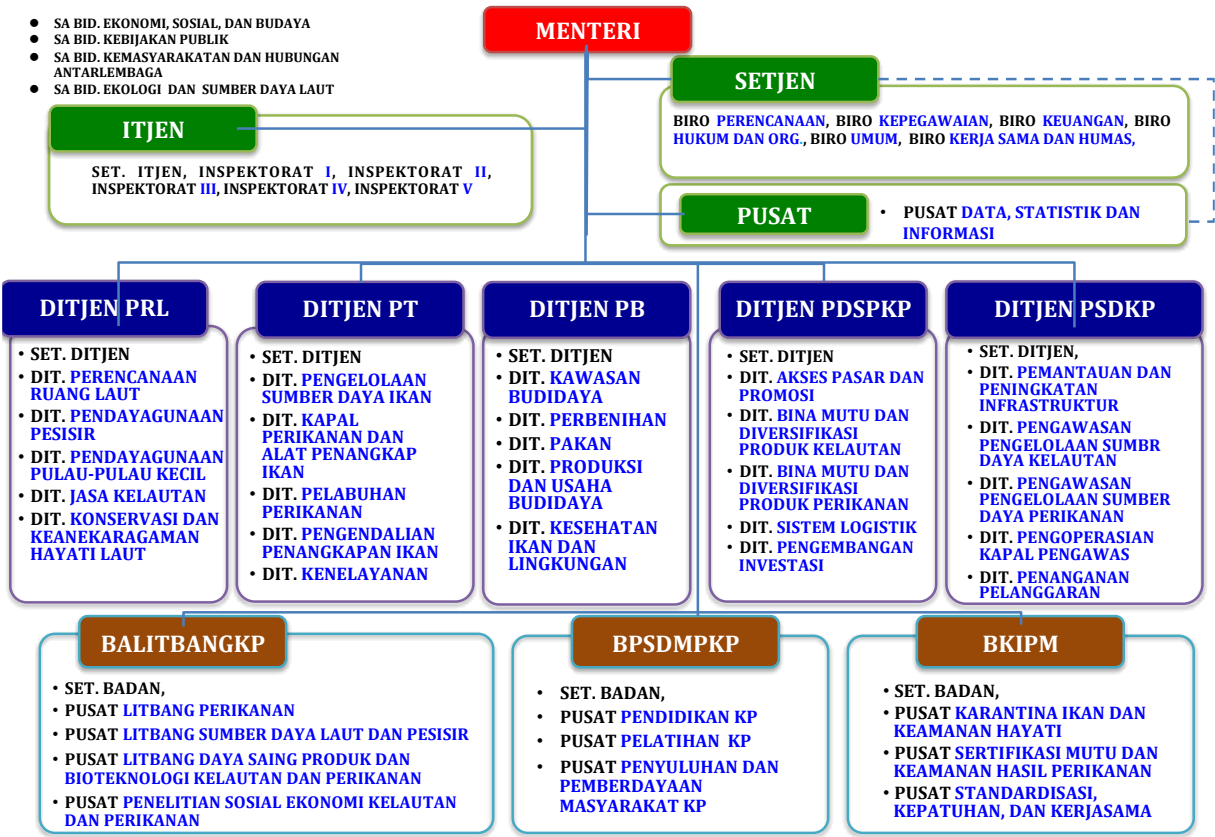 SA BID. EKONOMI, SOSIAL, DAN BUDAYA
SA BID. KEBIJAKAN PUBLIK
SA BID. KEMASYARAKATAN DAN HUBUNGAN
ANTARLEMBAGA
SA BID. EKOLOGI DAN SUMBER DAYA LAUT
MENTERI
SETJEN
BIRO PERENCANAAN, BIRO KEPEGAWAIAN, BIRO KEUANGAN, BIRO
HUKUM DAN ORG., BIRO UMUM, BIRO KERJA SAMA DAN HUMAS,
ITJEN
SET. ITJEN, INSPEKTORAT I, INSPEKTORAT II,
INSPEKTORAT III, INSPEKTORAT IV, INSPEKTORAT V
PUSAT
• PUSAT DATA, STATISTIK DAN
INFORMASI
DITJEN PRL
• SET. DITJEN
• DIT. PERENCANAAN
RUANG LAUT
• DIT. PENDAYAGUNAAN
PESISIR
• DIT. PENDAYAGUNAAN
PULAU-PULAU KECIL
• DIT. JASA KELAUTAN
• DIT. KONSERVASI DAN
KEANEKARAGAMAN
HAYATI LAUT
DITJEN PT
• SET. DITJEN
• DIT. PENGELOLAAN
SUMBER DAYA IKAN
• DIT. KAPAL
PERIKANAN DAN
ALAT PENANGKAP
IKAN
• DIT. PELABUHAN
PERIKANAN
• DIT. PENGENDALIAN
PENANGKAPAN IKAN
• DIT. KENELAYANAN
DITJEN PB
• SET. DITJEN
• DIT. KAWASAN
BUDIDAYA
• DIT. PERBENIHAN
• DIT. PAKAN
• DIT. PRODUKSI
DAN USAHA
BUDIDAYA
• DIT. KESEHATAN
IKAN DAN
LINGKUNGAN
DITJEN PDSPKP
• SET. DITJEN
• DIT. AKSES PASAR DAN
PROMOSI
• DIT. BINA MUTU DAN
DIVERSIFIKASI
PRODUK KELAUTAN
• DIT. BINA MUTU DAN
DIVERSIFIKASI
PRODUK PERIKANAN
• DIT. SISTEM LOGISTIK
• DIT. PENGEMBANGAN
INVESTASI
DITJEN PSDKP
• SET. DITJEN,
• DIT. PEMANTAUAN DAN
PENINGKATAN
INFRASTRUKTUR
• DIT. PENGAWASAN
PENGELOLAAN SUMBR
DAYA KELAUTAN
• DIT. PENGAWASAN
PENGELOLAAN SUMBER
DAYA PERIKANAN
• DIT. PENGOPERASIAN
KAPAL PENGAWAS
• DIT. PENANGANAN
PELANGGARAN
BALITBANGKP
• SET. BADAN,
• PUSAT LITBANG PERIKANAN
• PUSAT LITBANG SUMBER DAYA LAUT DAN PESISIR
• PUSAT LITBANG DAYA SAING PRODUK DAN
BIOTEKNOLOGI KELAUTAN DAN PERIKANAN
• PUSAT PENELITIAN SOSIAL EKONOMI KELAUTAN
DAN PERIKANAN
BPSDMPKP
• SET. BADAN,
• PUSAT PENDIDIKAN KP
• PUSAT PELATIHAN KP
• PUSAT PENYULUHAN DAN
PEMBERDAYAAN
MASYARAKAT KP
BKIPM
• SET. BADAN,
• PUSAT KARANTINA IKAN DAN
KEAMANAN HAYATI
• PUSAT SERTIFIKASI MUTU DAN
KEAMANAN HASIL PERIKANAN
• PUSAT STANDARDISASI,
KEPATUHAN, DAN KERJASAMA